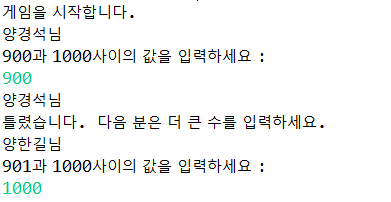 게임을 시작합니다.
양경석님
900과 1000사이의 값을 입력하세요 :
900
양경석님
틀렸습니다. 다음 분은 더 큰 수를 입력하세요.
양한길님
901과 1000사이의 값을 입력하세요 :
1000